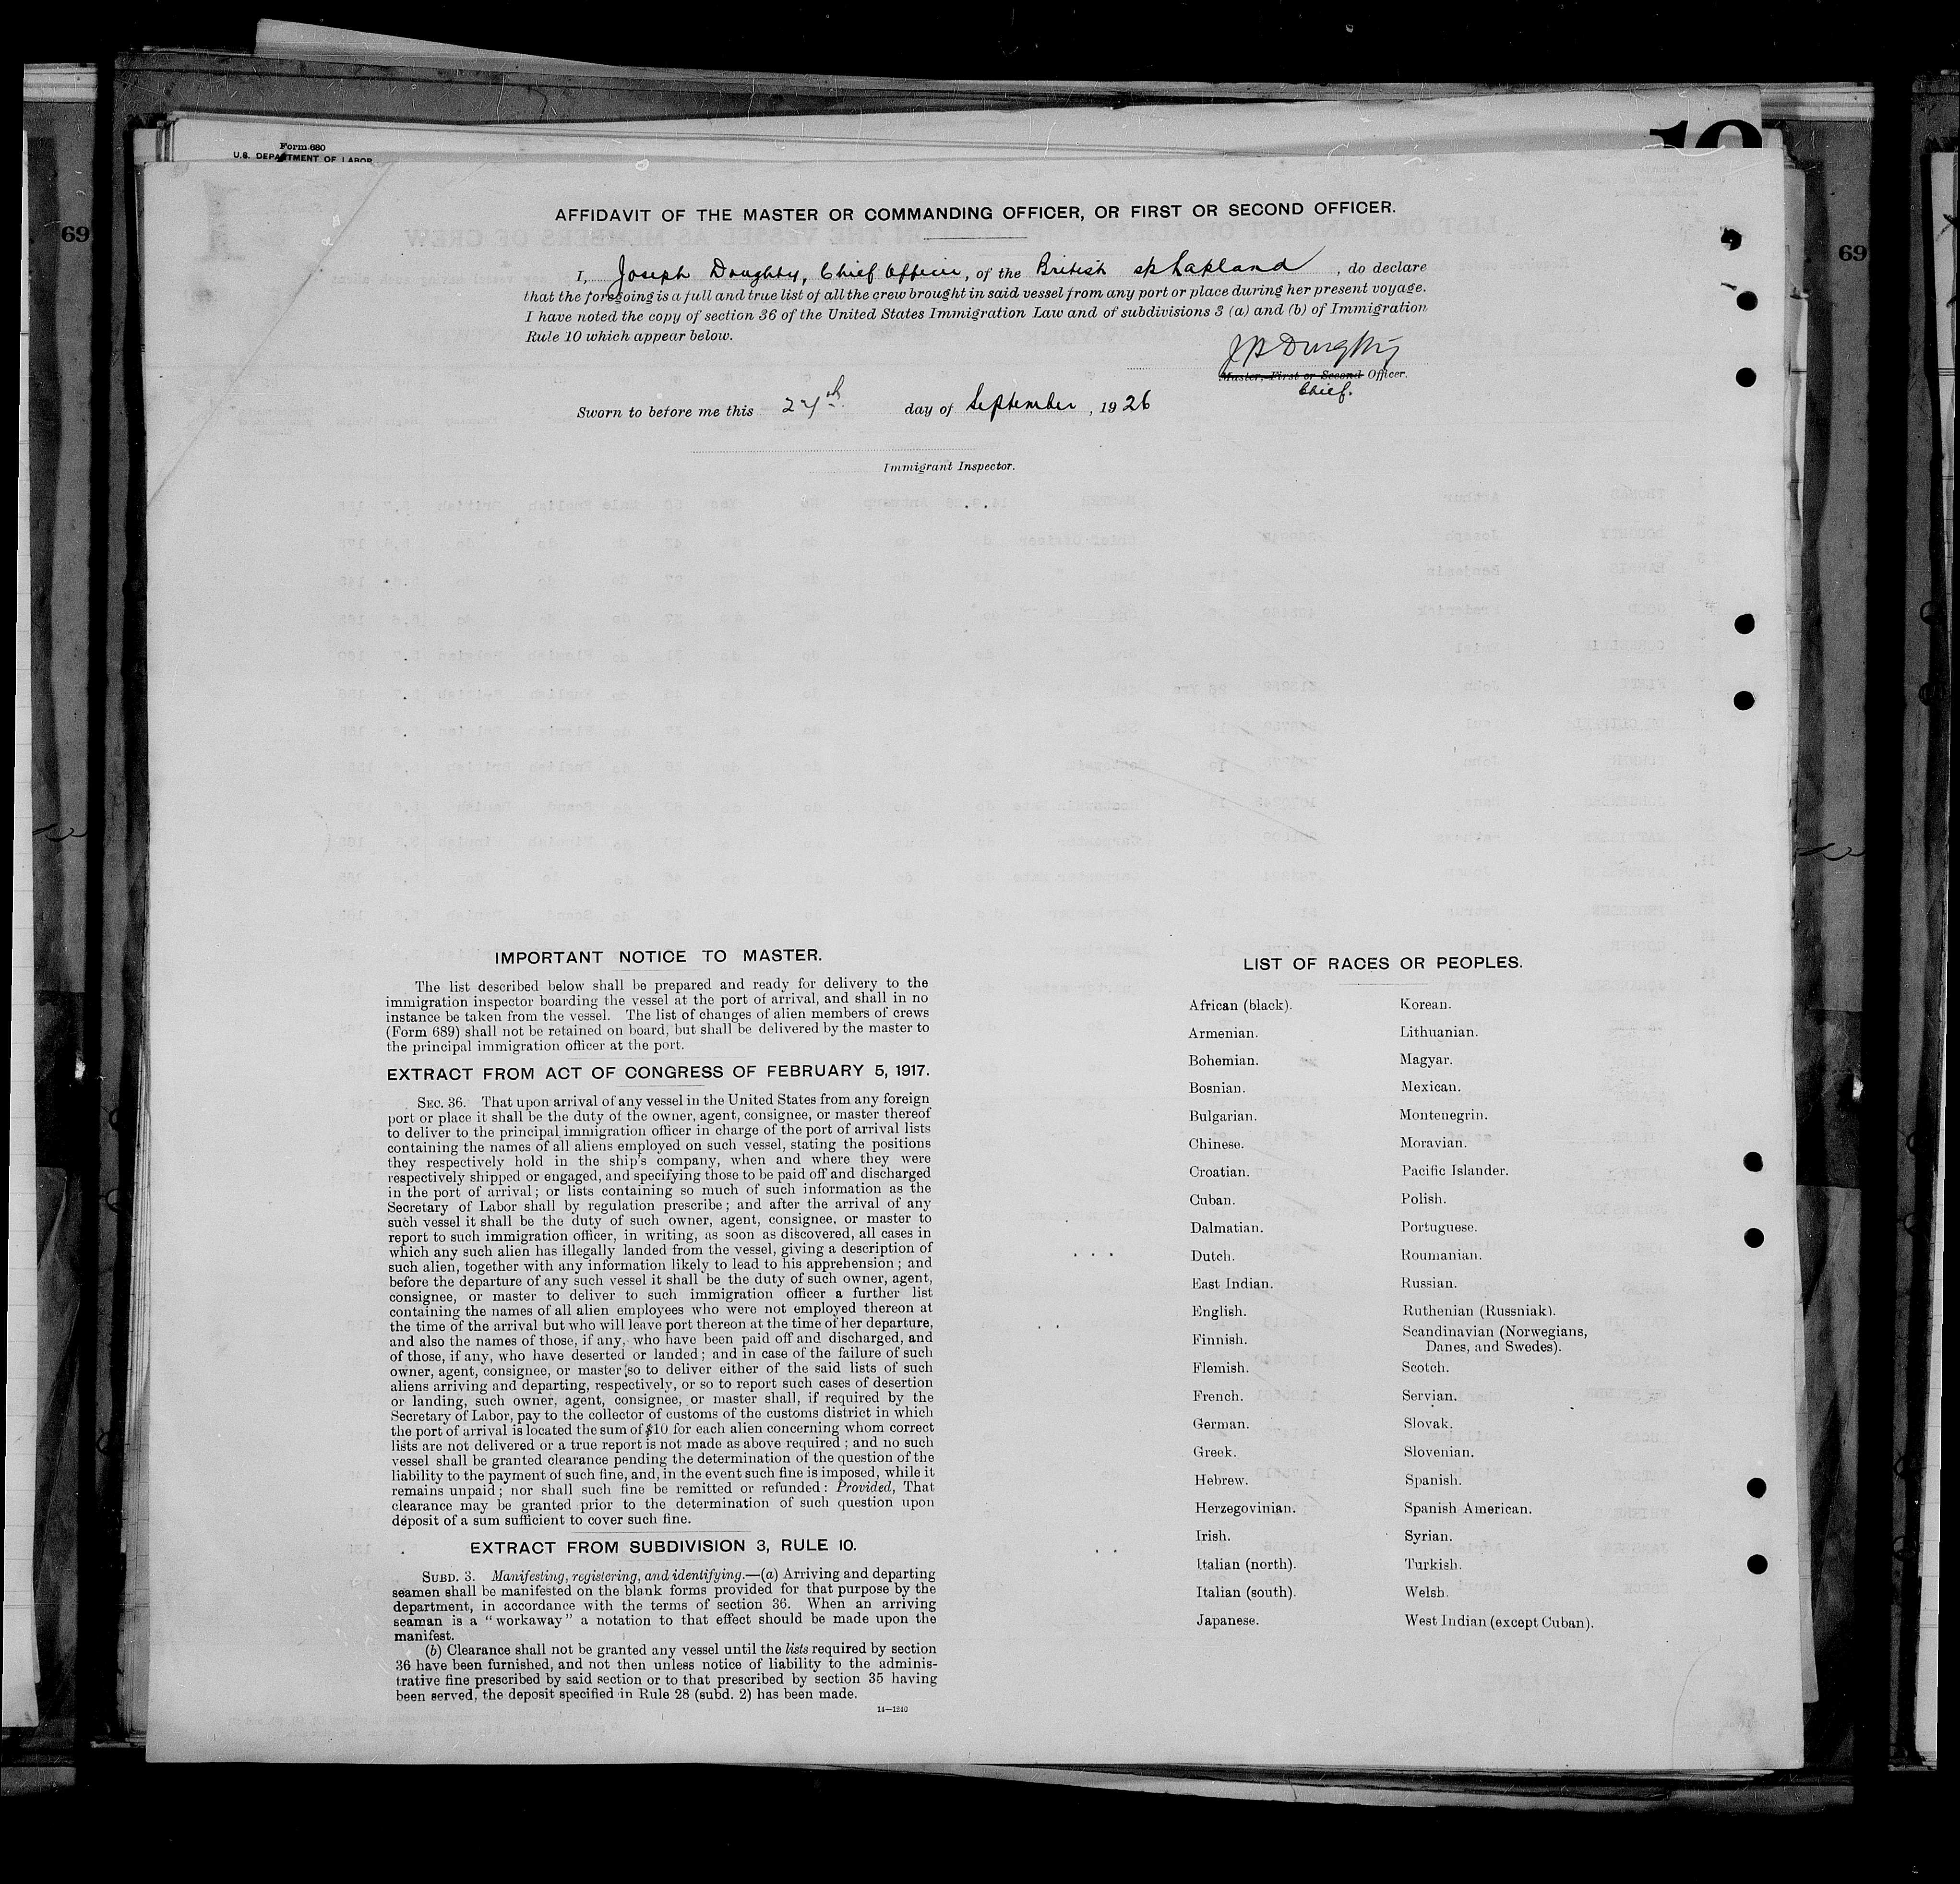 Form 680
U.S. DEPARTMENT OF LABOR
69
69
AFFIDAVIT OF THE MASTER OR COMMANDING OFFICER, OR FIRST OR SECOND OFFICER.
I, Joseph Doughty, Chief Officer, of the British ss Lapland, do declare
that the foregoing is a full and true list of all the crew brought in said vessel from any port or place during her present voyage.
I have noted the copy of section 36 of the United States Immigration Law and of subdivisions 3 (a) and (b) of Immigration
Rule 10 which appear below.
Master, First or Second Officer.
Chief.
Sworn to before me this day of September, 1926
Immigrant Inspector.
IMPORTANT NOTICE TO MASTER.
The list described below shall be prepared and ready for delivery to the
immigration inspector boarding the vessel at the port of arrival, and shall in no
instance be taken from the vessel. The list of changes of alien members of crews
(Form 689) shall not be retained on board, but shall be delivered by the master to
the principal immigration officer at the port.
EXTRACT FROM ACT OF CONGRESS OF FEBRUARY 5, 1917.
SEC. 36. That upon arrival of any vessel in the United States from any foreign
port or place it shall be the duty of the owner, agent, consignee, or master thereof
to deliver to the principal immigration officer in charge of the port of arrival lists
containing the names of all aliens employed on such vessel, stating the positions
they respectively hold in the ship's company, when and where they were
respectively shipped or engaged, and specifying those to be paid off and discharged
in the port of arrival; or lists containing so much of such information as the
Secretary of Labor shall by regulation prescribe; and after the arrival of any
such vessel it shall be the duty of such owner, agent, consignee, or master to
report to such immigration officer, in writing, as soon as discovered, all cases in
which any such alien has illegally landed from the vessel, giving a description of
such alien, together with any information likely to lead to his apprehension; and
before the departure of any such vessel it shall be the duty of such owner, agent,
consignee, or master to deliver to such immigration officer a further list
containing the names of all alien employees who were not employed thereon at
the time of the arrival but who will leave port thereon at the time of her departure,
and also the names of those, if any, who have been paid off and discharged, and
of those, if any, who have deserted or landed; and in case of the failure of such
owner, agent, consignee, or master so to deliver either of the said lists of such
aliens arriving and departing, respectively, or so to report such cases of desertion
or landing, such owner, agent, consignee, or master shall, if required by the
Secretary of Labor, pay to the collector of customs of the customs district in which
the port of arrival is located the sum of $10 for each alien concerning whom correct
lists are not delivered or a true report is not made as above required; and no such
vessel shall be granted clearance pending the determination of the question of the
liability to the payment of such fine, and, in the event such fine is imposed, while it
remains unpaid; nor shall such fine be remitted or refunded: Provided, That
clearance may be granted prior to the determination of such question upon
deposit of a sum sufficient to cover such fine.
EXTRACT FROM SUBDIVISION 3, RULE 10.
SUBD. 3. Manifesting, registering, and identifying.—(a) Arriving and departing
seamen shall be manifested on the blank forms provided for that purpose by the
department, in accordance with the terms of section 36. When an arriving
seaman is a "workaway" a notation to that effect should be made upon the
manifest.
(b) Clearance shall not be granted any vessel until the lists required by section
36 have been furnished, and not then unless notice of liability to the adminis-
trative fine prescribed by said section or to that prescribed by section 35 having
been served, the deposit specified in Rule 28 (subd. 2) has been made.
14—1240
LIST OF RACES OR PEOPLES.
African (black).
Armenian.
Bohemian.
Bosnian.
Bulgarian.
Chinese.
Croatian.
Cuban.
Dalmatian.
Dutch.
East Indian.
English.
Finnish.
Flemish.
French.
German.
Greek.
Hebrew.
Herzegovinian.
Irish.
Italian (north).
Italian (south).
Japanese.
Korean.
Lithuanian.
Magyar.
Mexican.
Montenegrin.
Moravian.
Pacific Islander.
Polish.
Portuguese.
Roumanian.
Russian.
Ruthenian (Russniak).
Scandinavian (Norwegians,
Danes, and Swedes).
Scotch.
Servian.
Slovak.
Slovenian.
Spanish.
Spanish American.
Syrian.
Turkish.
Welsh.
West Indian (except Cuban).